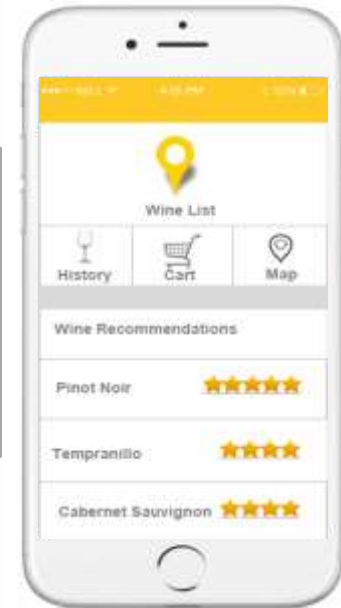 Wine List
History Cart Map
Wine Recommendations
Pinot Noir
Tempranillo
Cabernet Sauvignon